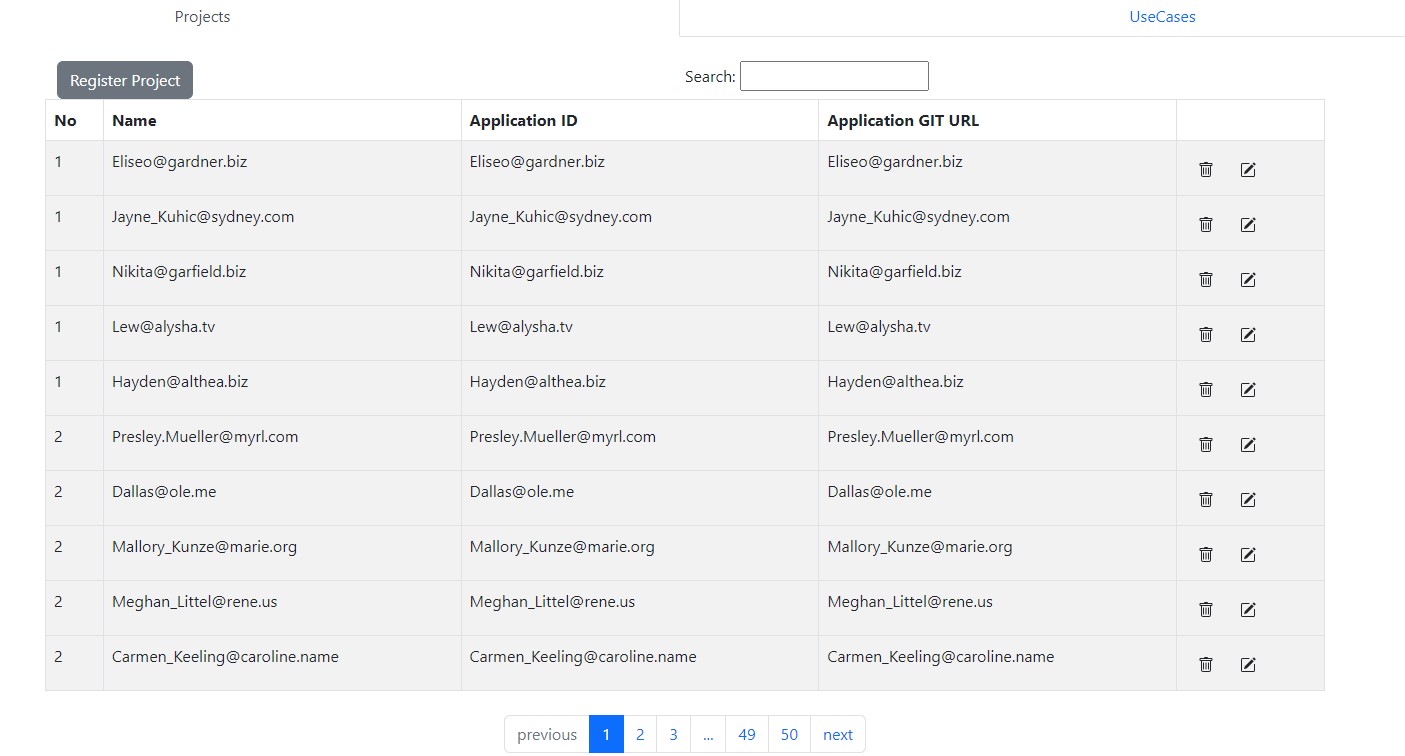 Projects UseCases
Register Project Search:
No Name Application ID Application GIT URL
1 Eliseo@gardner.biz Eliseo@gardner.biz Eliseo@gardner.biz
1 Jayne_Kuhic@sydney.com Jayne_Kuhic@sydney.com Jayne_Kuhic@sydney.com
1 Nikita@garfield.biz Nikita@garfield.biz Nikita@garfield.biz
1 Lew@alysha.tv Lew@alysha.tv Lew@alysha.tv
1 Hayden@althea.biz Hayden@althea.biz Hayden@althea.biz
2 Presley.Mueller@myrl.com Presley.Mueller@myrl.com Presley.Mueller@myrl.com
2 Dallas@ole.me Dallas@ole.me Dallas@ole.me
2 Mallory_Kunze@marie.org Mallory_Kunze@marie.org Mallory_Kunze@marie.org
2 Meghan_Littel@rene.us Meghan_Littel@rene.us Meghan_Littel@rene.us
2 Carmen_Keeling@caroline.name Carmen_Keeling@caroline.name Carmen_Keeling@caroline.name
previous 1 2 3 ... 49 50 next